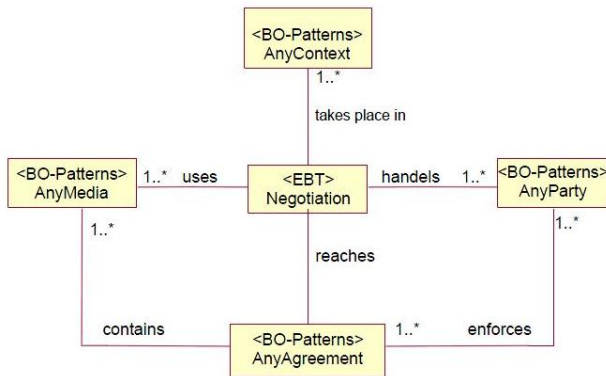 <BO-Patterns>
AnyContext
1..*
takes place in
<BO-Patterns>
AnyMedia
1..*
uses
<EBT>
Negotiation
handels
1..*
<BO-Patterns>
AnyParty
1..*
1..*
reaches
contains
<BO-Patterns>
AnyAgreement
1..*
enforces